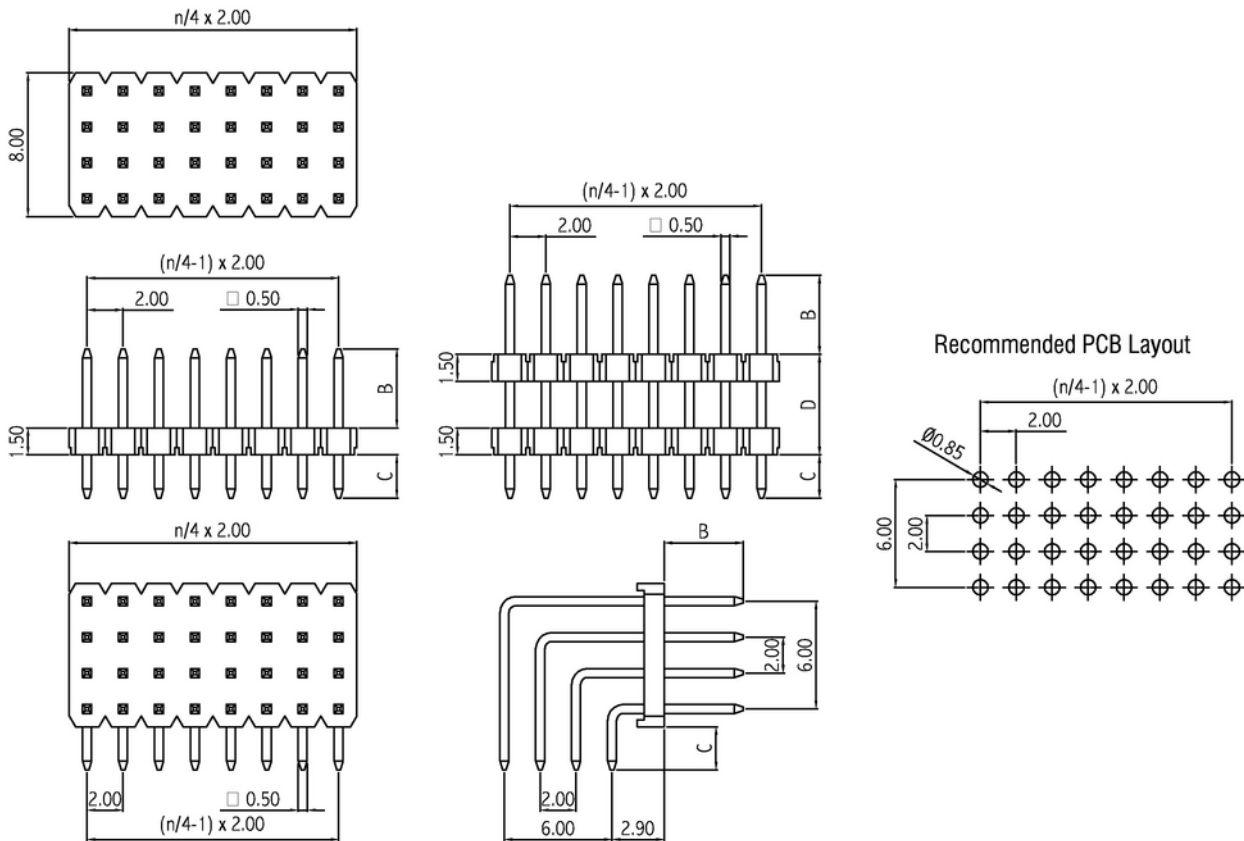 n/4 x 2.00
8.00
(n/4-1) x 2.00
2.00
□ 0.50
B
1.50
C
n/4 x 2.00
2.00
□ 0.50
(n/4-1) x 2.00
(n/4-1) x 2.00
2.00
□ 0.50
B
1.50
D
1.50
C
B
2.00
6.00
C
2.00
6.00
2.90
Recommended PCB Layout
(n/4-1) x 2.00
2.00
Ø0.85
6.00
2.00